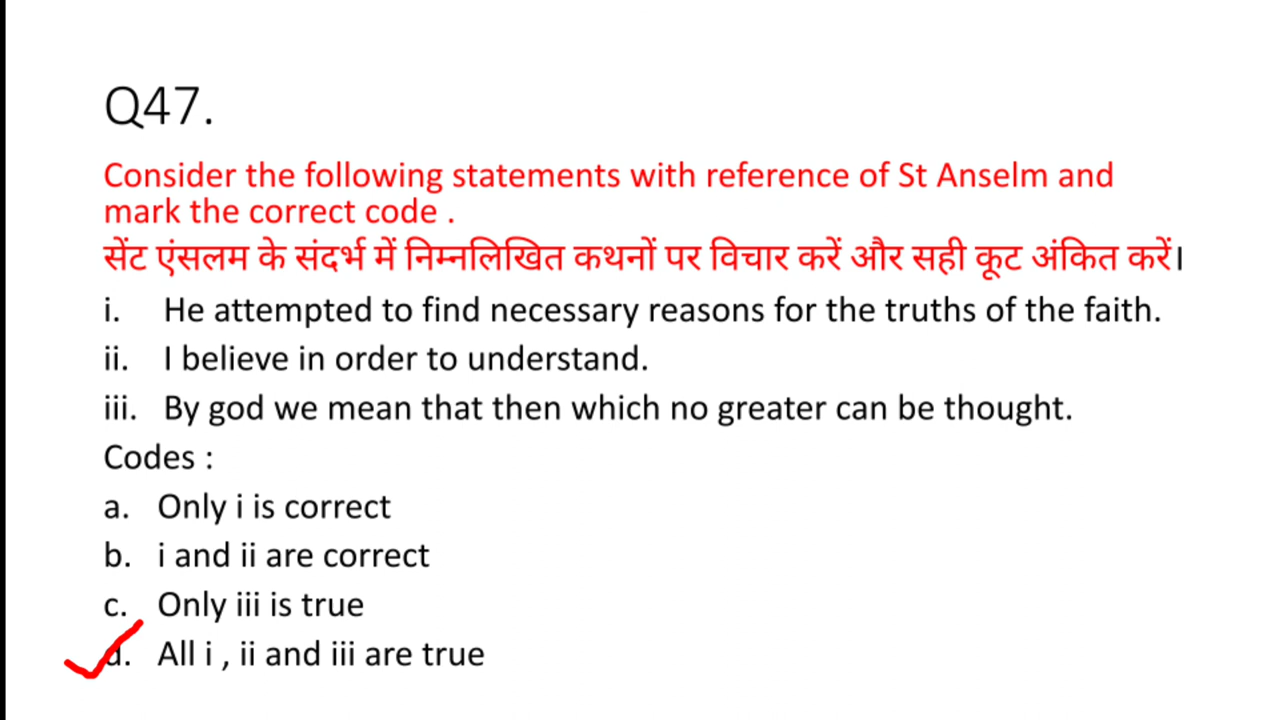 Q47.
Consider the following statements with reference of St Anselm and
mark the correct code .
सेंट एंसलम के संदर्भ में निम्नलिखित कथनों पर विचार करें और सही कूट अंकित करें।
i. He attempted to find necessary reasons for the truths of the faith.
ii. I believe in order to understand.
iii. By god we mean that then which no greater can be thought.
Codes :
a. Only i is correct
b. i and ii are correct
c. Only iii is true
d. All i , ii and iii are true